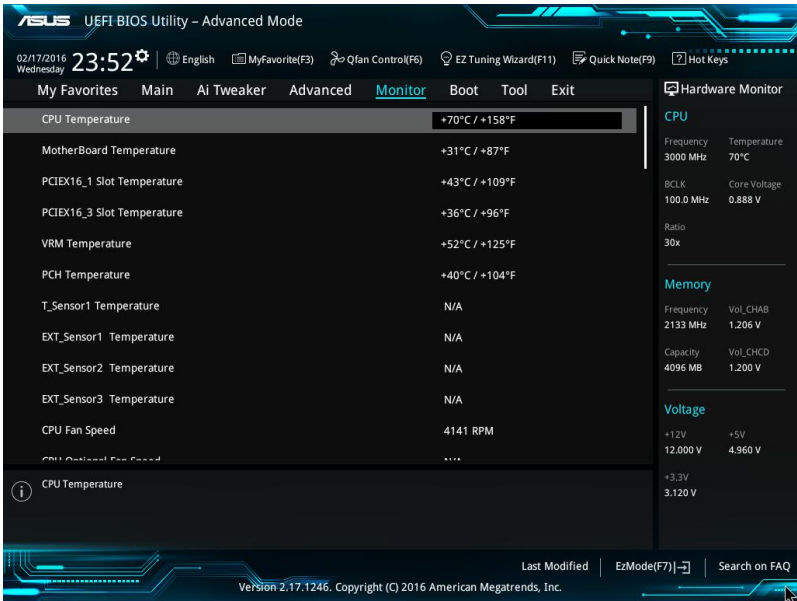 ASUS UEFI BIOS Utility – Advanced Mode
02/17/2016 Wednesday 23:52 English MyFavorite(F3) Qfan Control(F6) EZ Tuning Wizard(F11) Quick Note(F9) ? Hot Keys
My Favorites Main Ai Tweaker Advanced Monitor Boot Tool Exit
CPU Temperature +70°C / +158°F
MotherBoard Temperature +31°C / +87°F
PCIEX16_1 Slot Temperature +43°C / +109°F
PCIEX16_3 Slot Temperature +36°C / +96°F
VRM Temperature +52°C / +125°F
PCH Temperature +40°C / +104°F
T_Sensor1 Temperature N/A
EXT_Sensor1 Temperature N/A
EXT_Sensor2 Temperature N/A
EXT_Sensor3 Temperature N/A
CPU Fan Speed 4141 RPM
CPU Optional Fan Speed N/A
CPU Temperature
Hardware Monitor
CPU
Frequency Temperature
3000 MHz 70°C
BCLK Core Voltage
100.0 MHz 0.888 V
Ratio
30x
Memory
Frequency Vol_CHAB
2133 MHz 1.206 V
Capacity Vol_CHCD
4096 MB 1.200 V
Voltage
+12V +5V
12.000 V 4.960 V
+3.3V
3.120 V
Last Modified EzMode(F7) Search on FAQ
Version 2.17.1246. Copyright (C) 2016 American Megatrends, Inc.